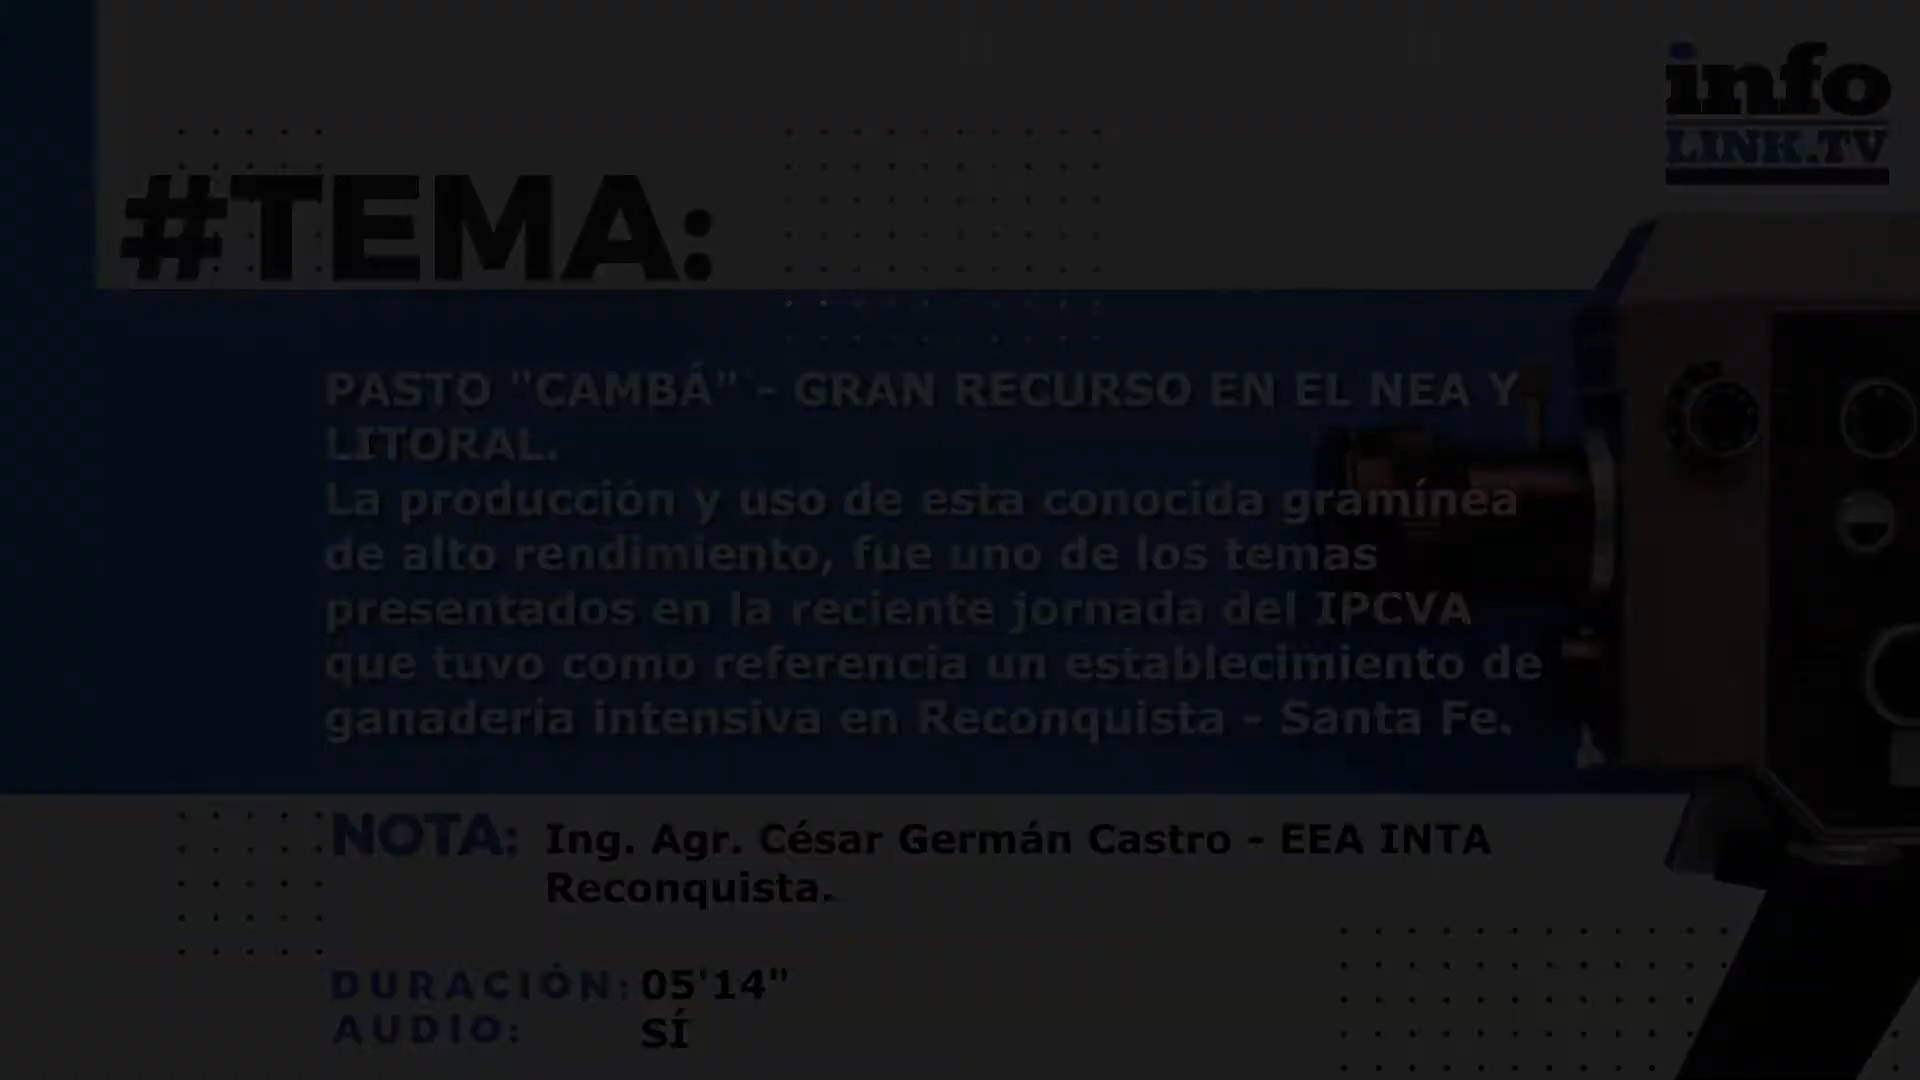 info
LINK.TV
#TEMA:
PASTO "CAMBÁ" - GRAN RECURSO EN EL NEA Y
LITORAL.
La producción y uso de esta conocida gramínea
de alto rendimiento, fue uno de los temas
presentados en la reciente jornada del IPCVA
que tuvo como referencia un establecimiento de
ganadería intensiva en Reconquista - Santa Fe.
NOTA: Ing. Agr. César Germán Castro - EEA INTA
Reconquista.
DURACIÓN: 05'14"
AUDIO: SÍ